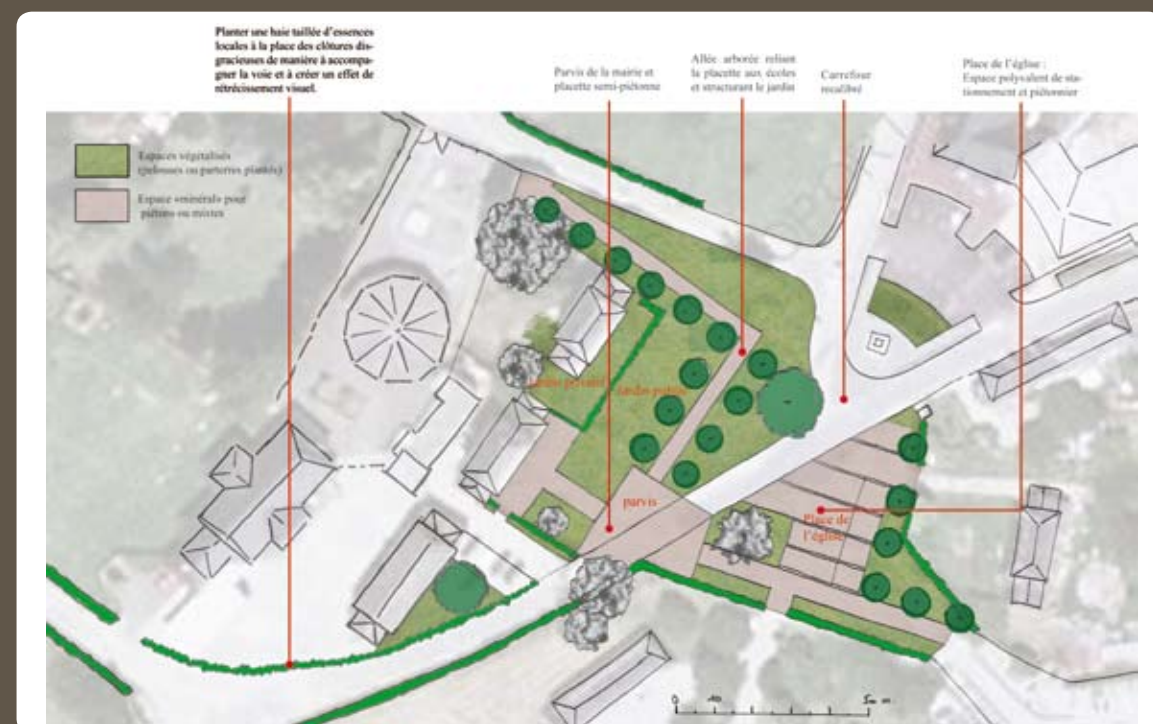 Planter une haie taillée d'essences
locales à la place des clôtures dis-
gracieuses de manière à accompa-
gner la voie et à créer un effet de
rétrécissement visuel.
Parvis de la mairie et
placette semi-piétonne
Allée arborée reliant
la placette aux écoles
et structurant le jardin
Carrefour
recalibré
Place de l'église :
Espace polyvalent de sta-
tionnement et piétonnier
Espaces végétalisés
(pelouses ou parterres plantés)
Espace «minéral» pour
piétons ou mixtes
Jardin privatif
Jardin public
parvis
Place de
l'église
0 10 50 m